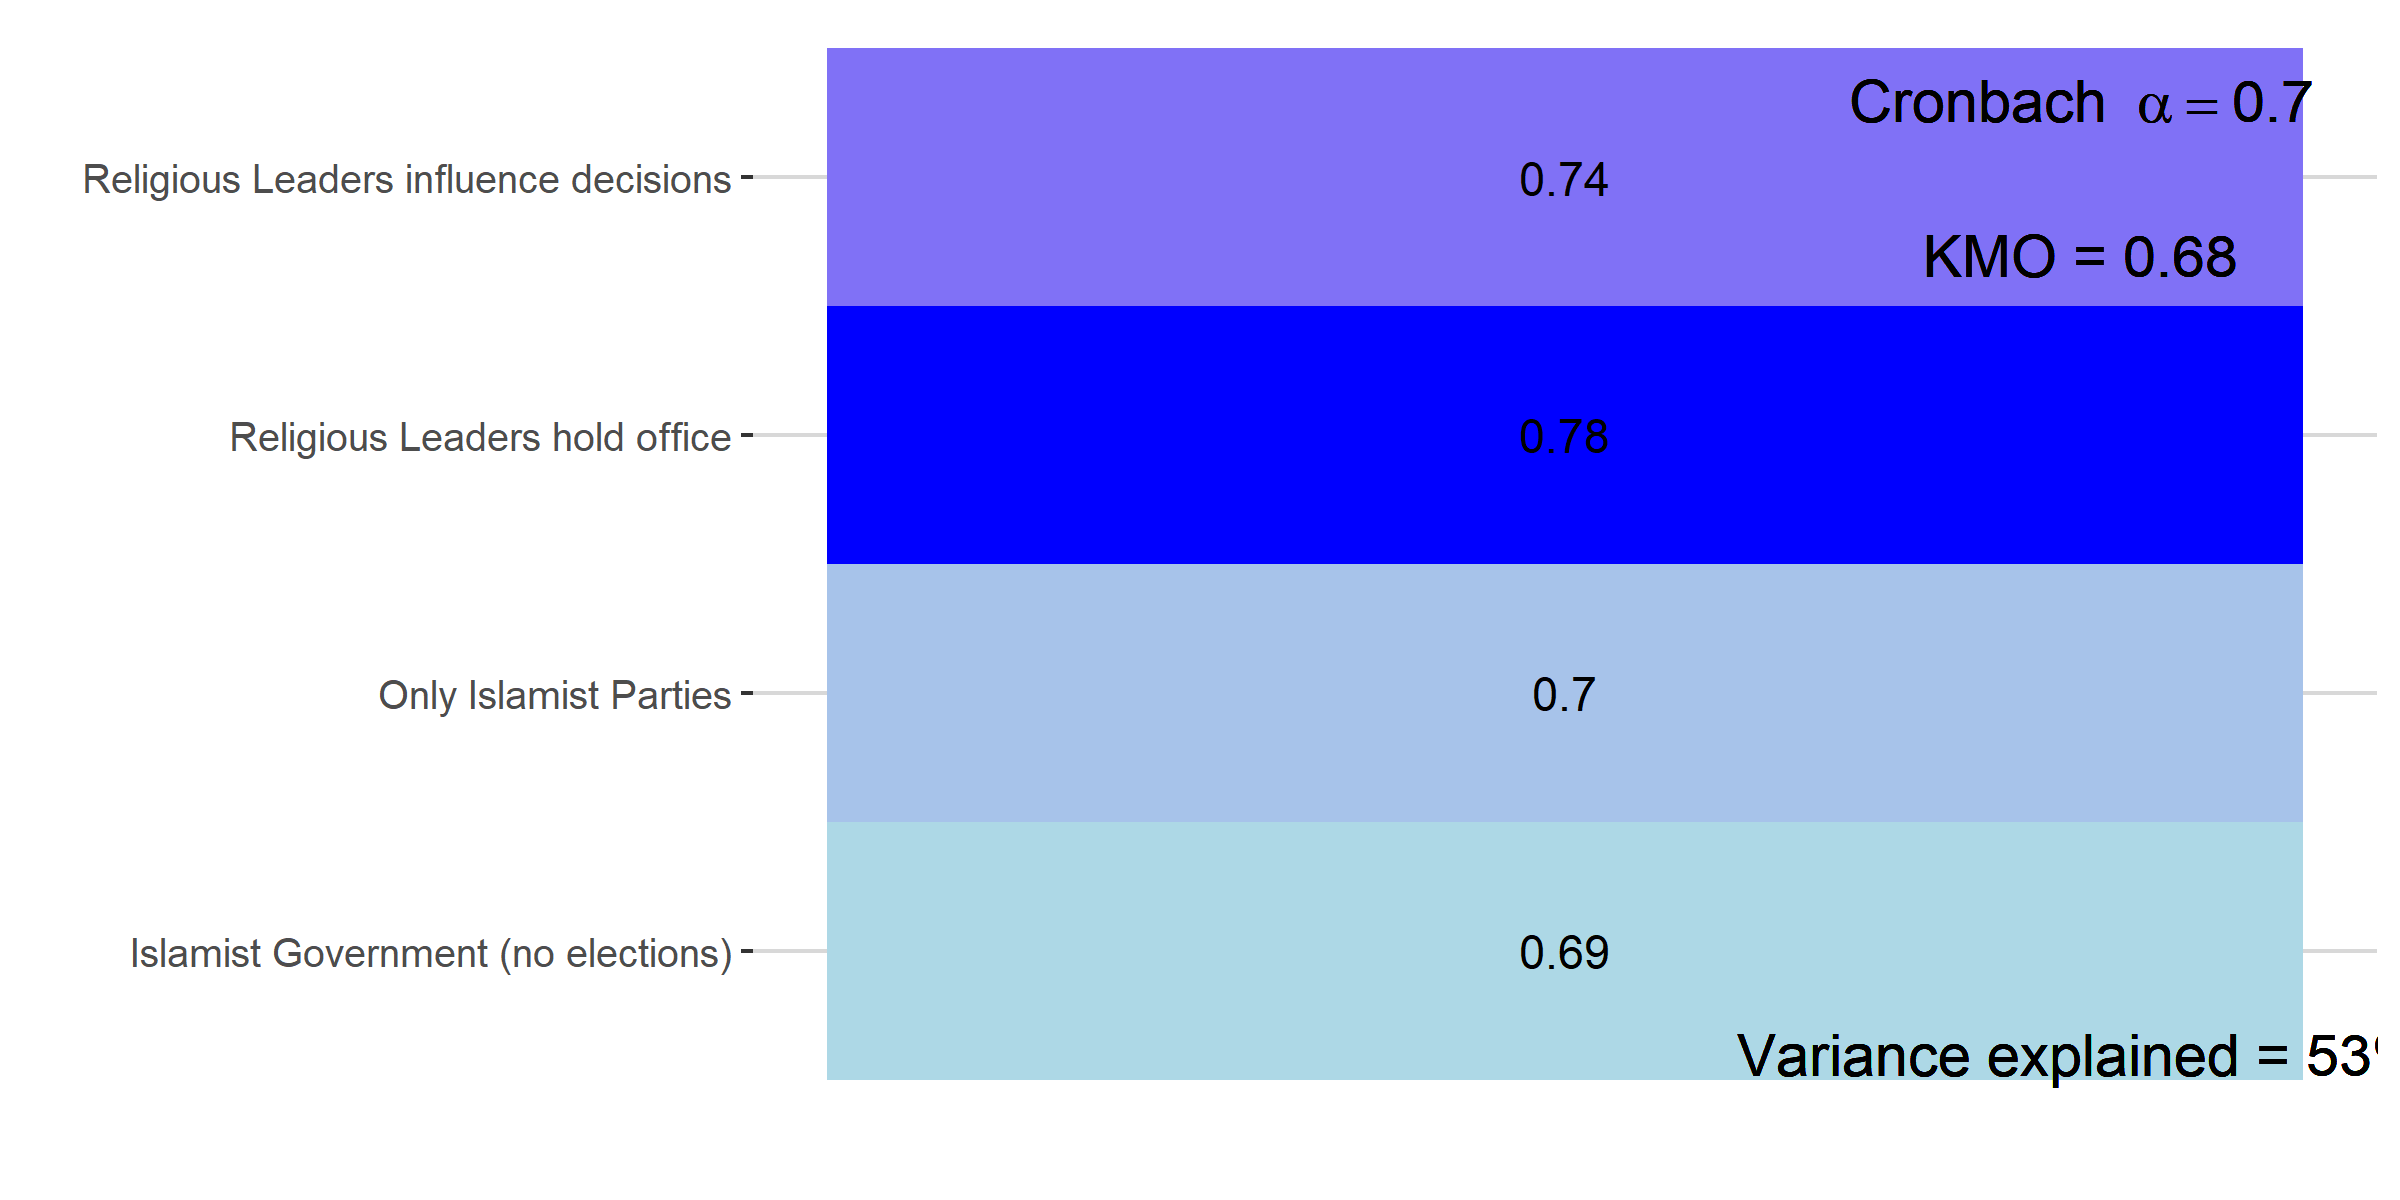 Cronbach α = 0.7
Religious Leaders influence decisions 0.74
KMO = 0.68
Religious Leaders hold office 0.78
Only Islamist Parties 0.7
Islamist Government (no elections) 0.69
Variance explained = 53